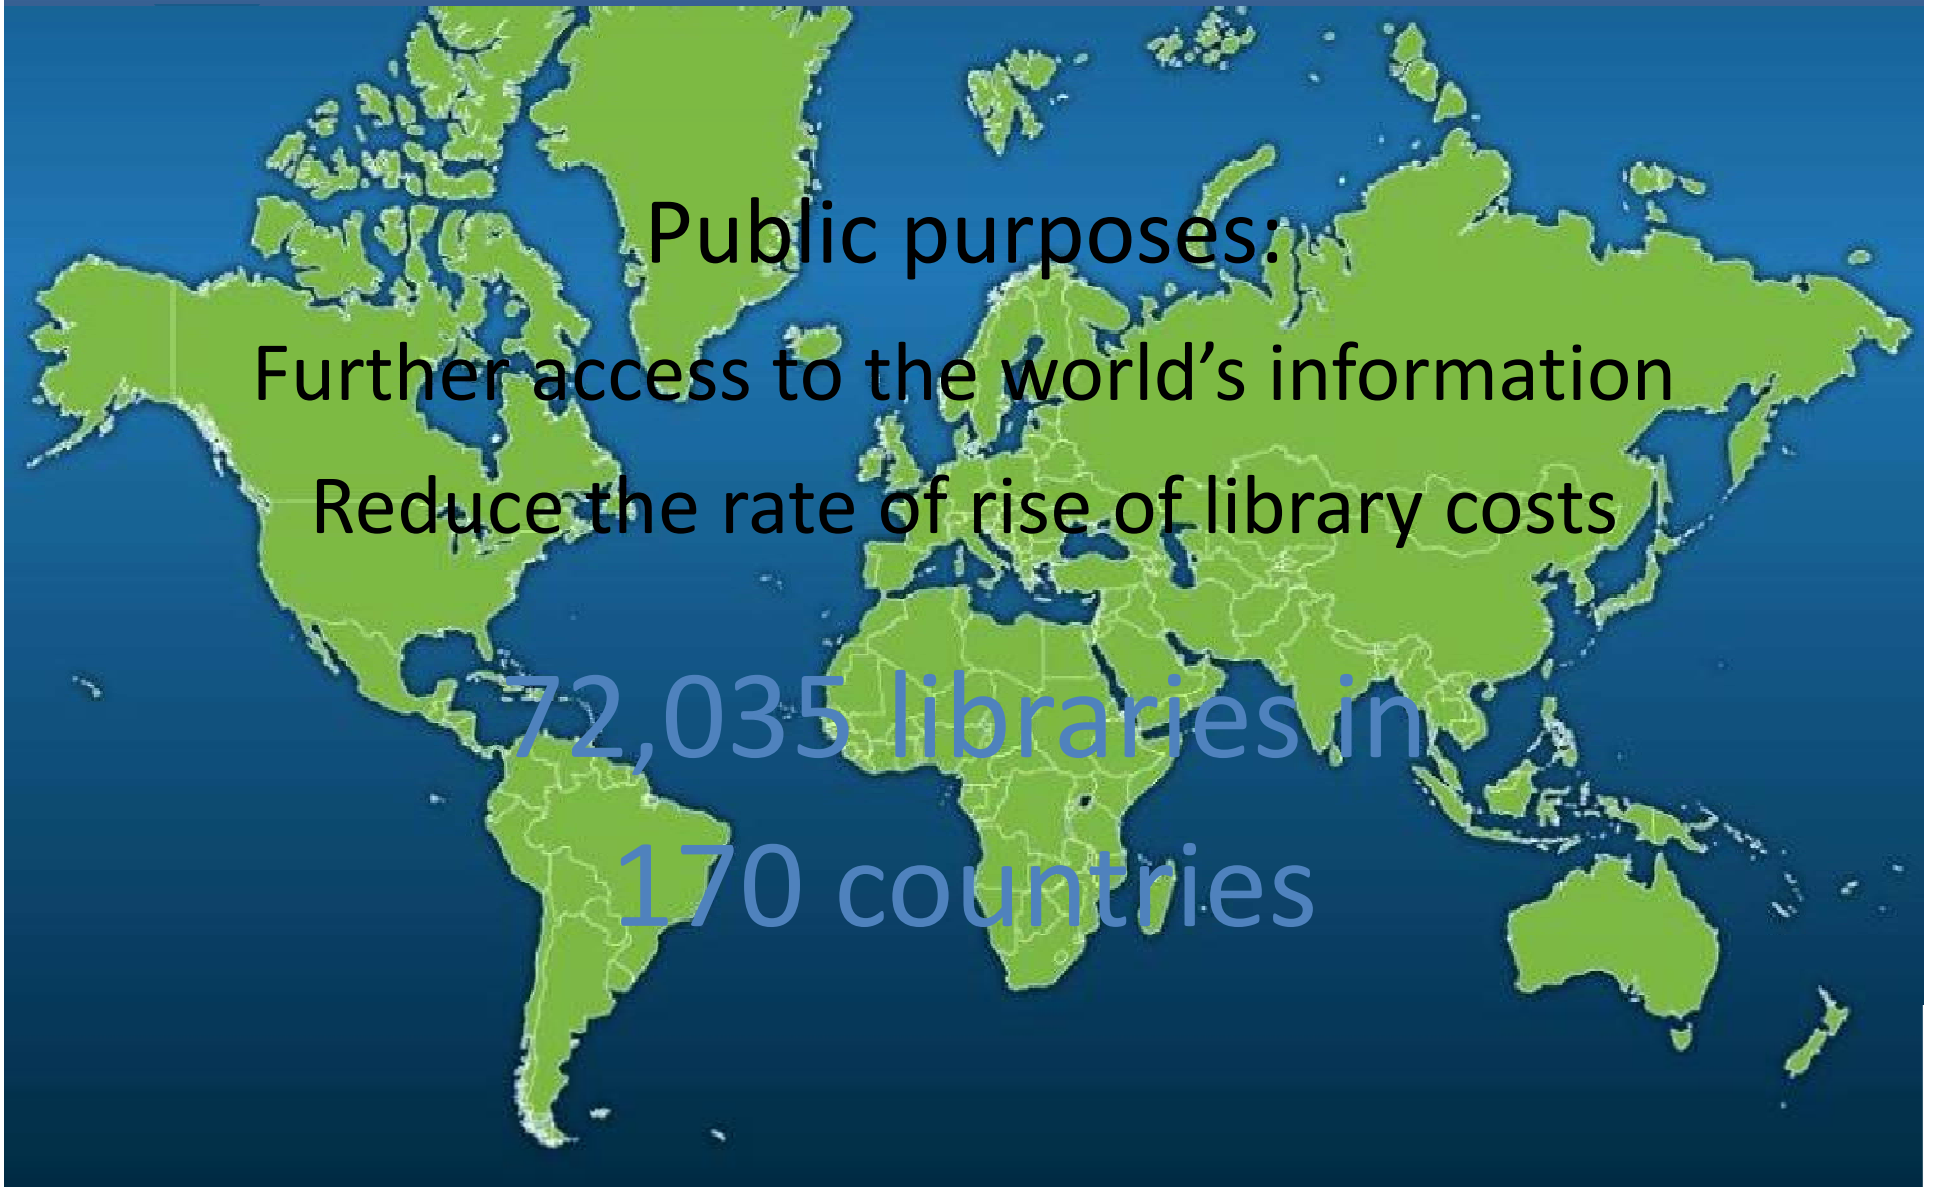 Public purposes:
Further access to the world’s information
Reduce the rate of rise of library costs
72,035 libraries in
170 countries